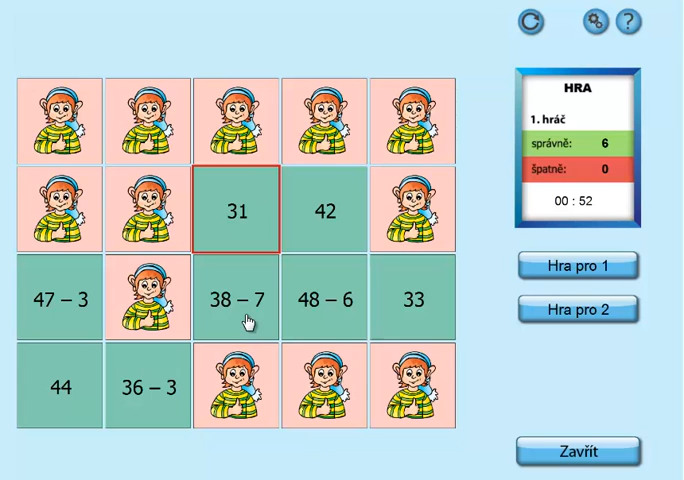 ?
HRA
1. hráč
správně: 6
špatně: 0
00 : 52
31
42
47 – 3
38 – 7
48 – 6
33
44
36 – 3
Hra pro 1
Hra pro 2
Zavřít